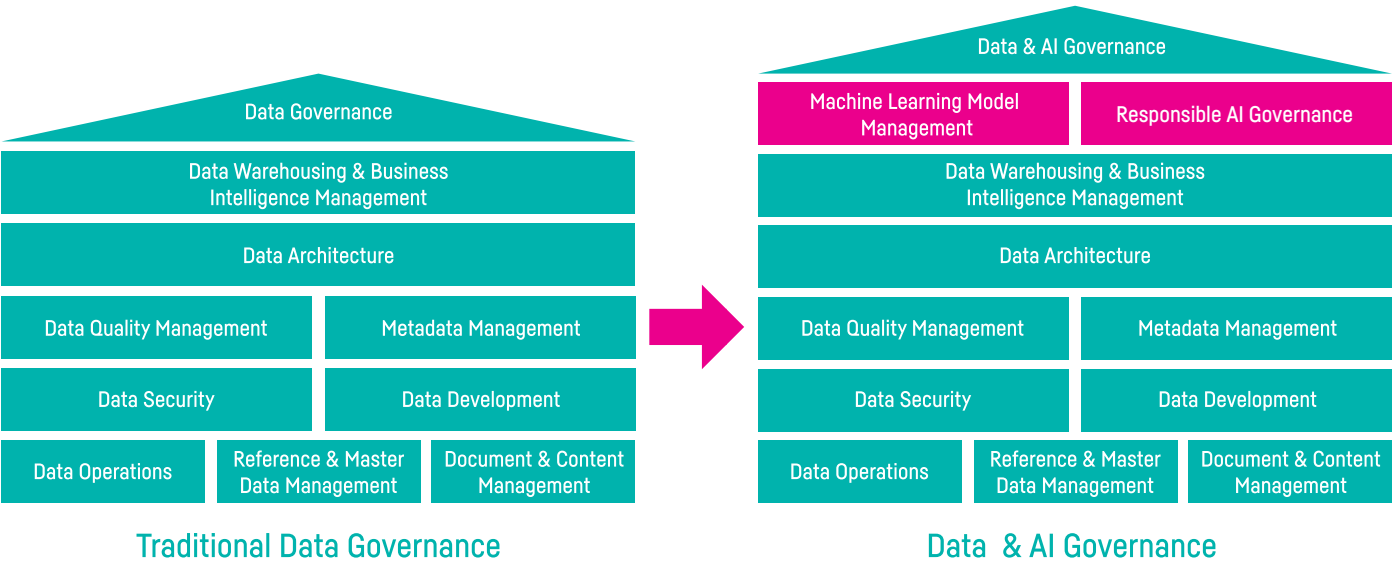 Data Governance
Data Warehousing & Business
Intelligence Management
Data Architecture
Data Quality Management
Metadata Management
Data Security
Data Development
Data Operations
Reference & Master
Data Management
Document & Content
Management
Traditional Data Governance
Data & AI Governance
Machine Learning Model
Management
Responsible AI Governance
Data Warehousing & Business
Intelligence Management
Data Architecture
Data Quality Management
Metadata Management
Data Security
Data Development
Data Operations
Reference & Master
Data Management
Document & Content
Management
Data & AI Governance